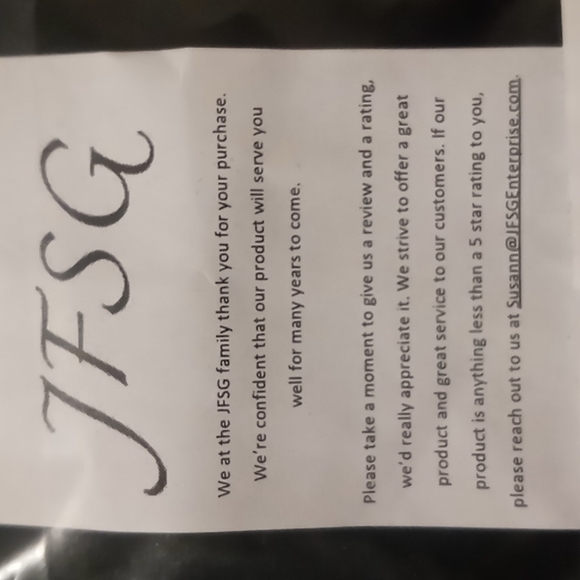 JFSG
We at the JFSG family thank you for your purchase.
We're confident that our product will serve you
well for many years to come.
Please take a moment to give us a review and a rating,
we'd really appreciate it. We strive to offer a great
product and great service to our customers. If our
product is anything less than a 5 star rating to you,
please reach out to us at Susann@JFSGEnterprise.com.